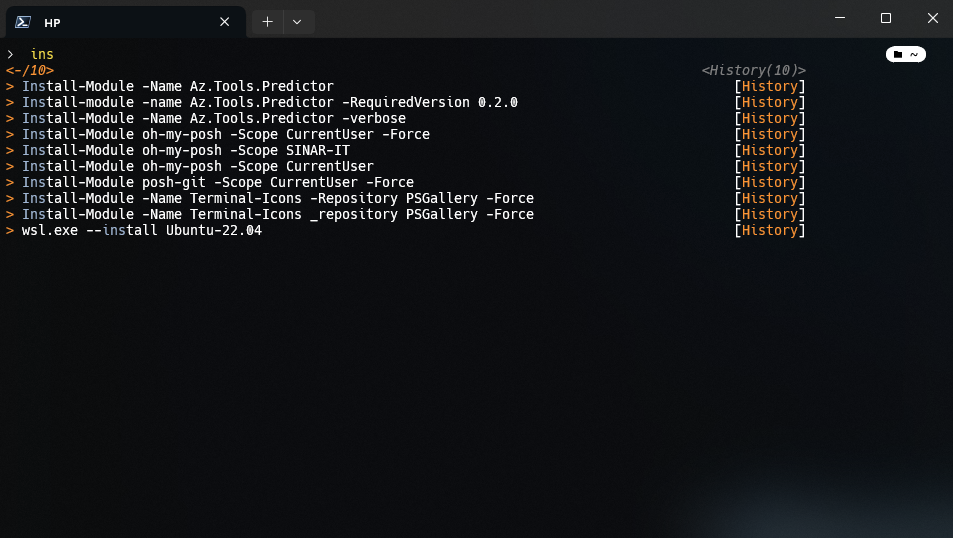 HP
> ins
~
<-/10> <History(10)>
> Install-Module -Name Az.Tools.Predictor [History]
> Install-module -name Az.Tools.Predictor -RequiredVersion 0.2.0 [History]
> Install-Module -Name Az.Tools.Predictor -verbose [History]
> Install-Module oh-my-posh -Scope CurrentUser -Force [History]
> Install-Module oh-my-posh -Scope SINAR-IT [History]
> Install-Module oh-my-posh -Scope CurrentUser [History]
> Install-Module posh-git -Scope CurrentUser -Force [History]
> Install-Module -Name Terminal-Icons -Repository PSGallery -Force [History]
> Install-Module -Name Terminal-Icons _repository PSGallery -Force [History]
> wsl.exe --install Ubuntu-22.04 [History]